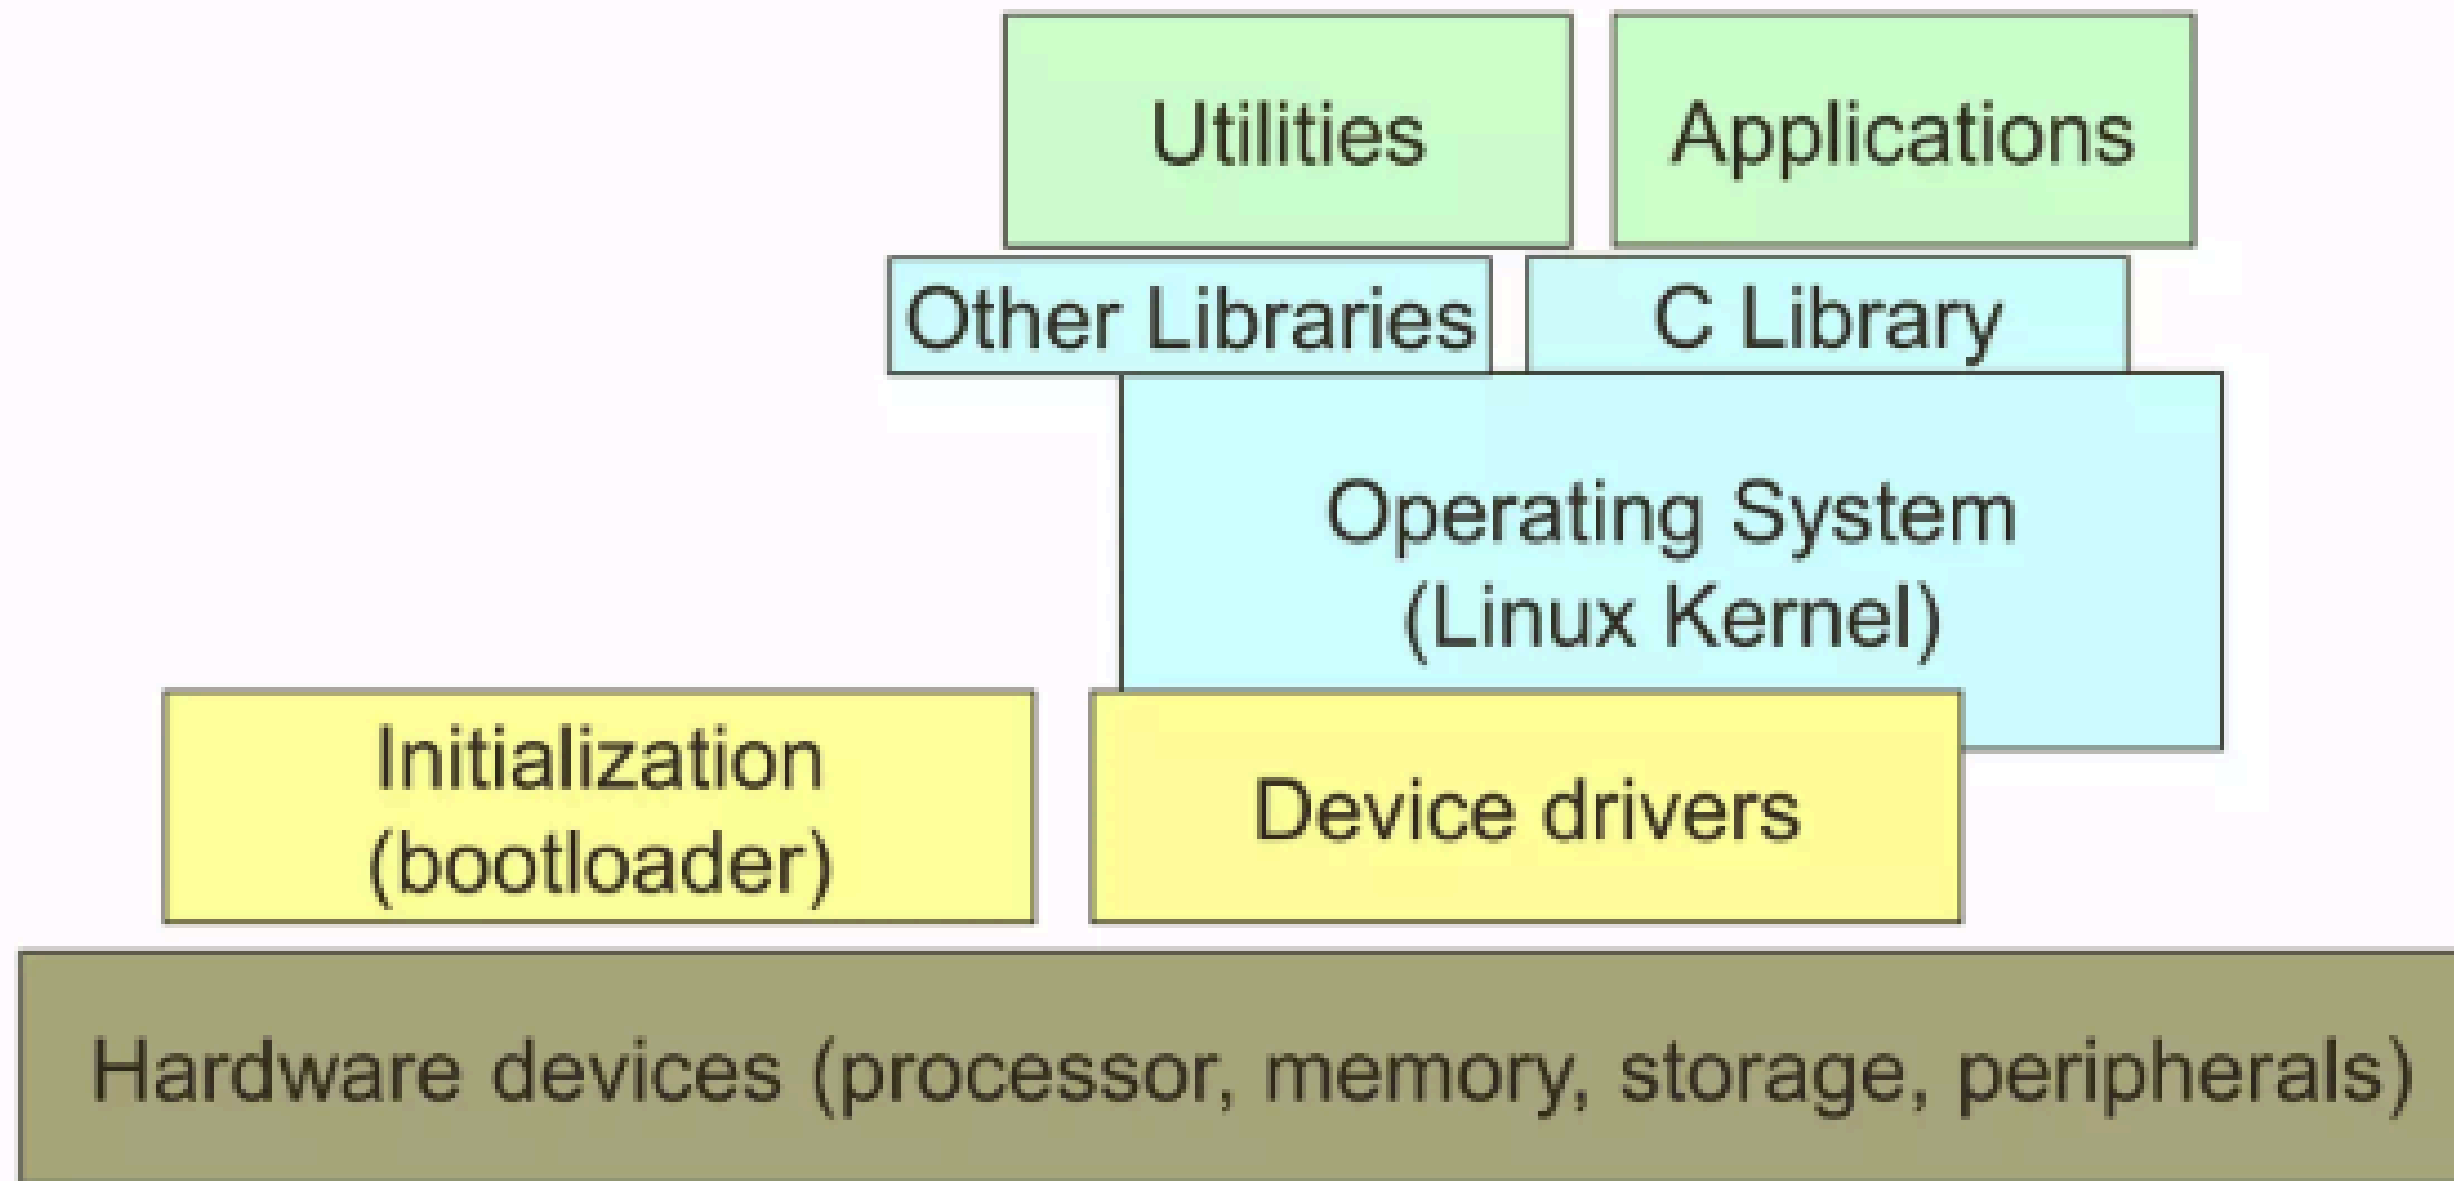 Utilities
Applications
Other Libraries
C Library
Operating System
(Linux Kernel)
Initialization
(bootloader)
Device drivers
Hardware devices (processor, memory, storage, peripherals)